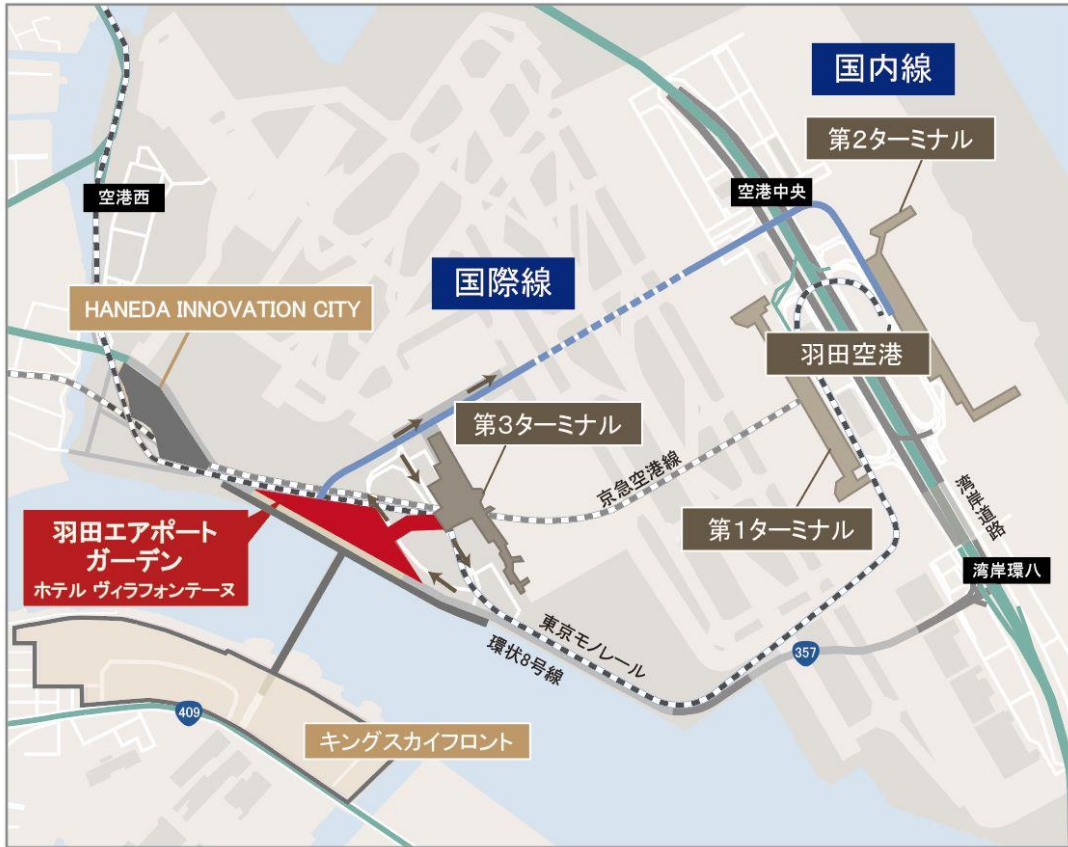 国内線
第2ターミナル
空港西
空港中央
国際線
HANEDA INNOVATION CITY
羽田空港
第3ターミナル
京急空港線
湾岸道路
第1ターミナル
羽田エアポート
ガーデン
ホテル ヴィラフォンテーヌ
湾岸環八
東京モノレール
環状8号線
357
409
キングスカイフロント